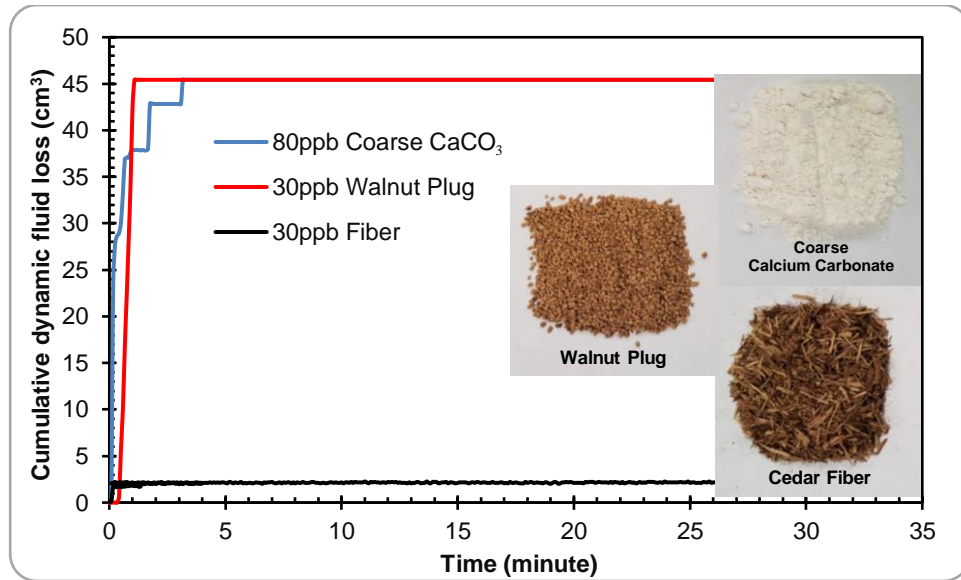 50
45
40
35
30
25
20
15
10
5
0
Cumulative dynamic fluid loss (cm³)
80ppb Coarse CaCO₃
30ppb Walnut Plug
30ppb Fiber
Coarse
Calcium Carbonate
Walnut Plug
Cedar Fiber
0 5 10 15 20 25 30 35
Time (minute)